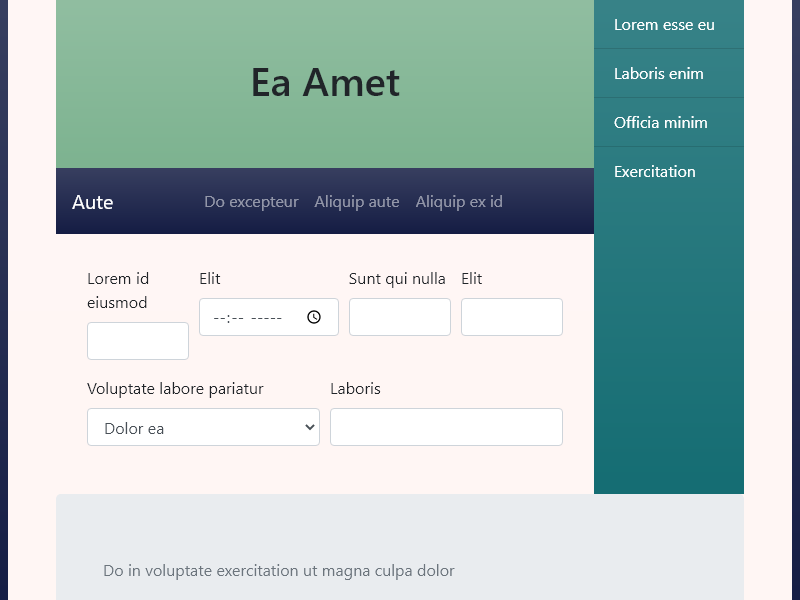 Ea Amet
Aute
Do excepteur
Aliquip aute
Aliquip ex id
Lorem esse eu
Laboris enim
Officia minim
Exercitation
Lorem id
eiusmod
Elit
--:-- -----
Sunt qui nulla
Elit
Voluptate labore pariatur
Dolor ea
Laboris
Do in voluptate exercitation ut magna culpa dolor